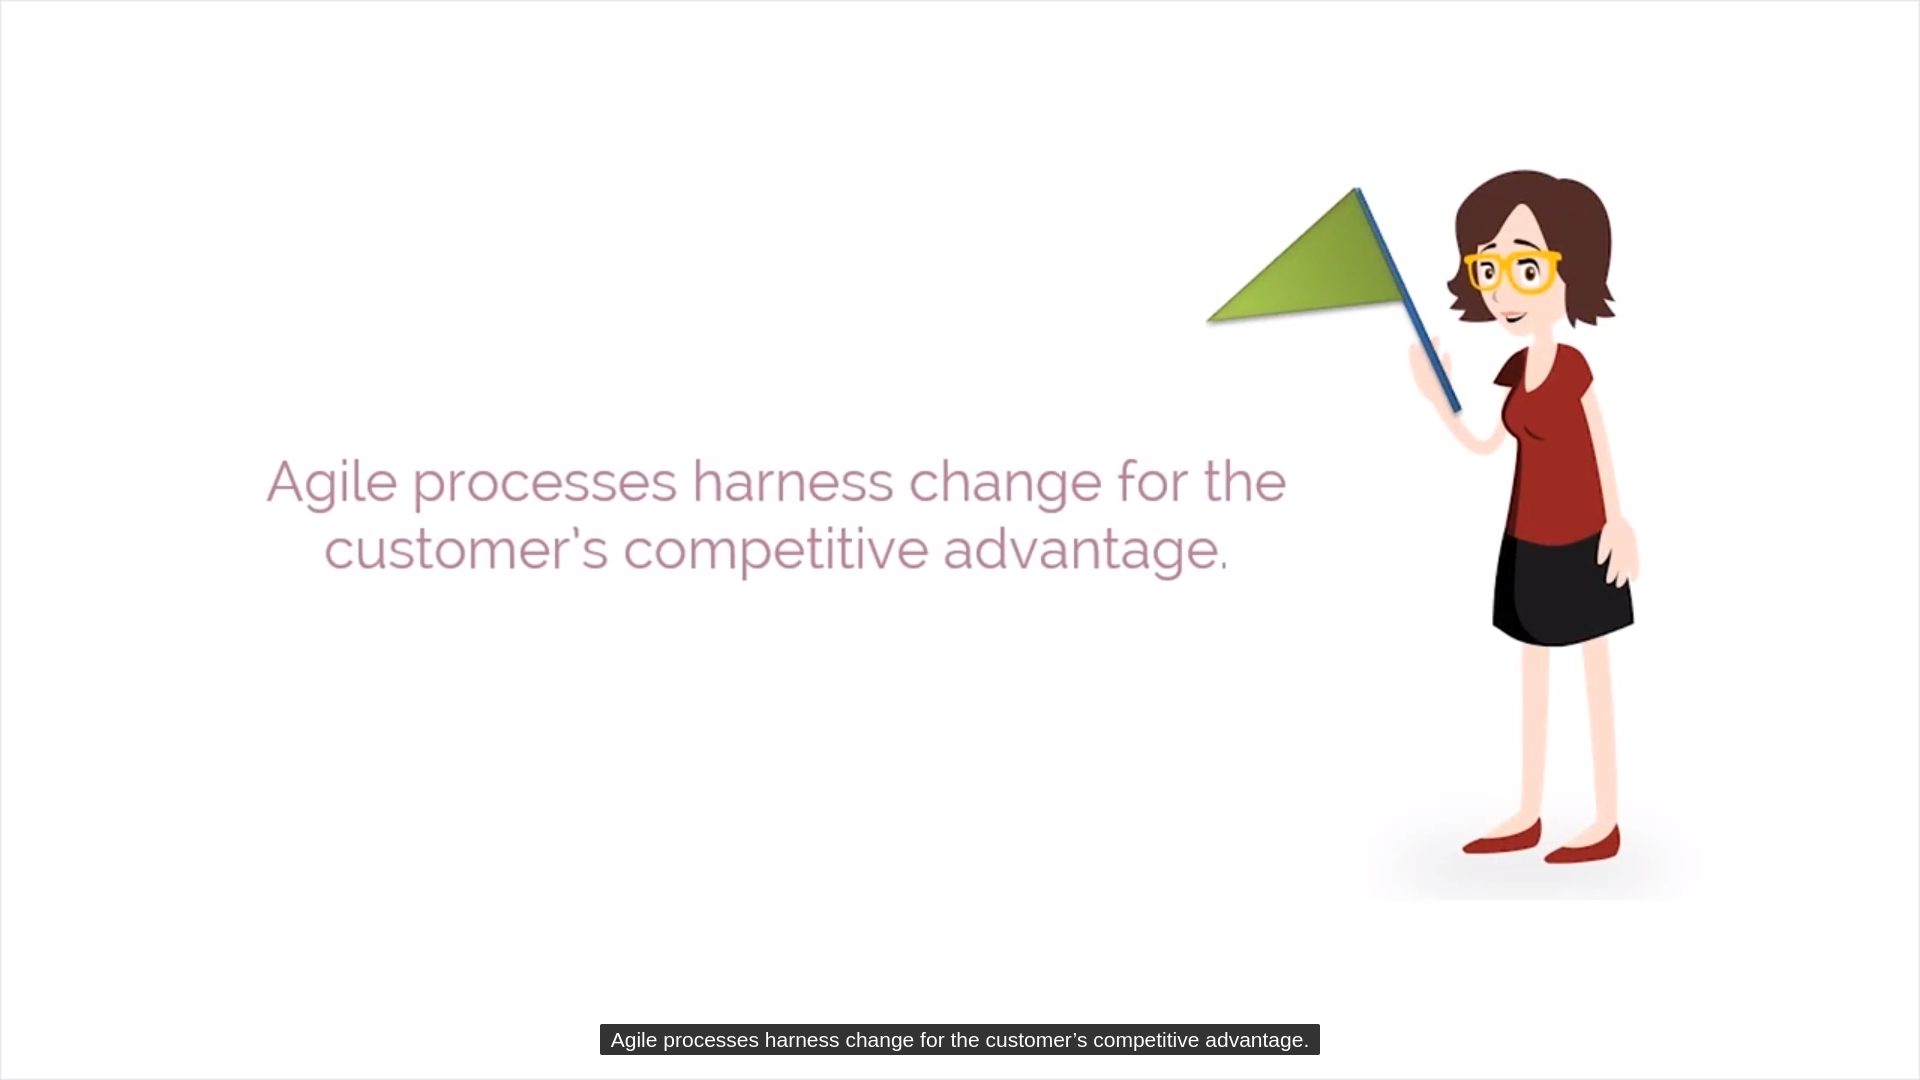 Agile processes harness change for the
customer’s competitive advantage.
Agile processes harness change for the customer’s competitive advantage.